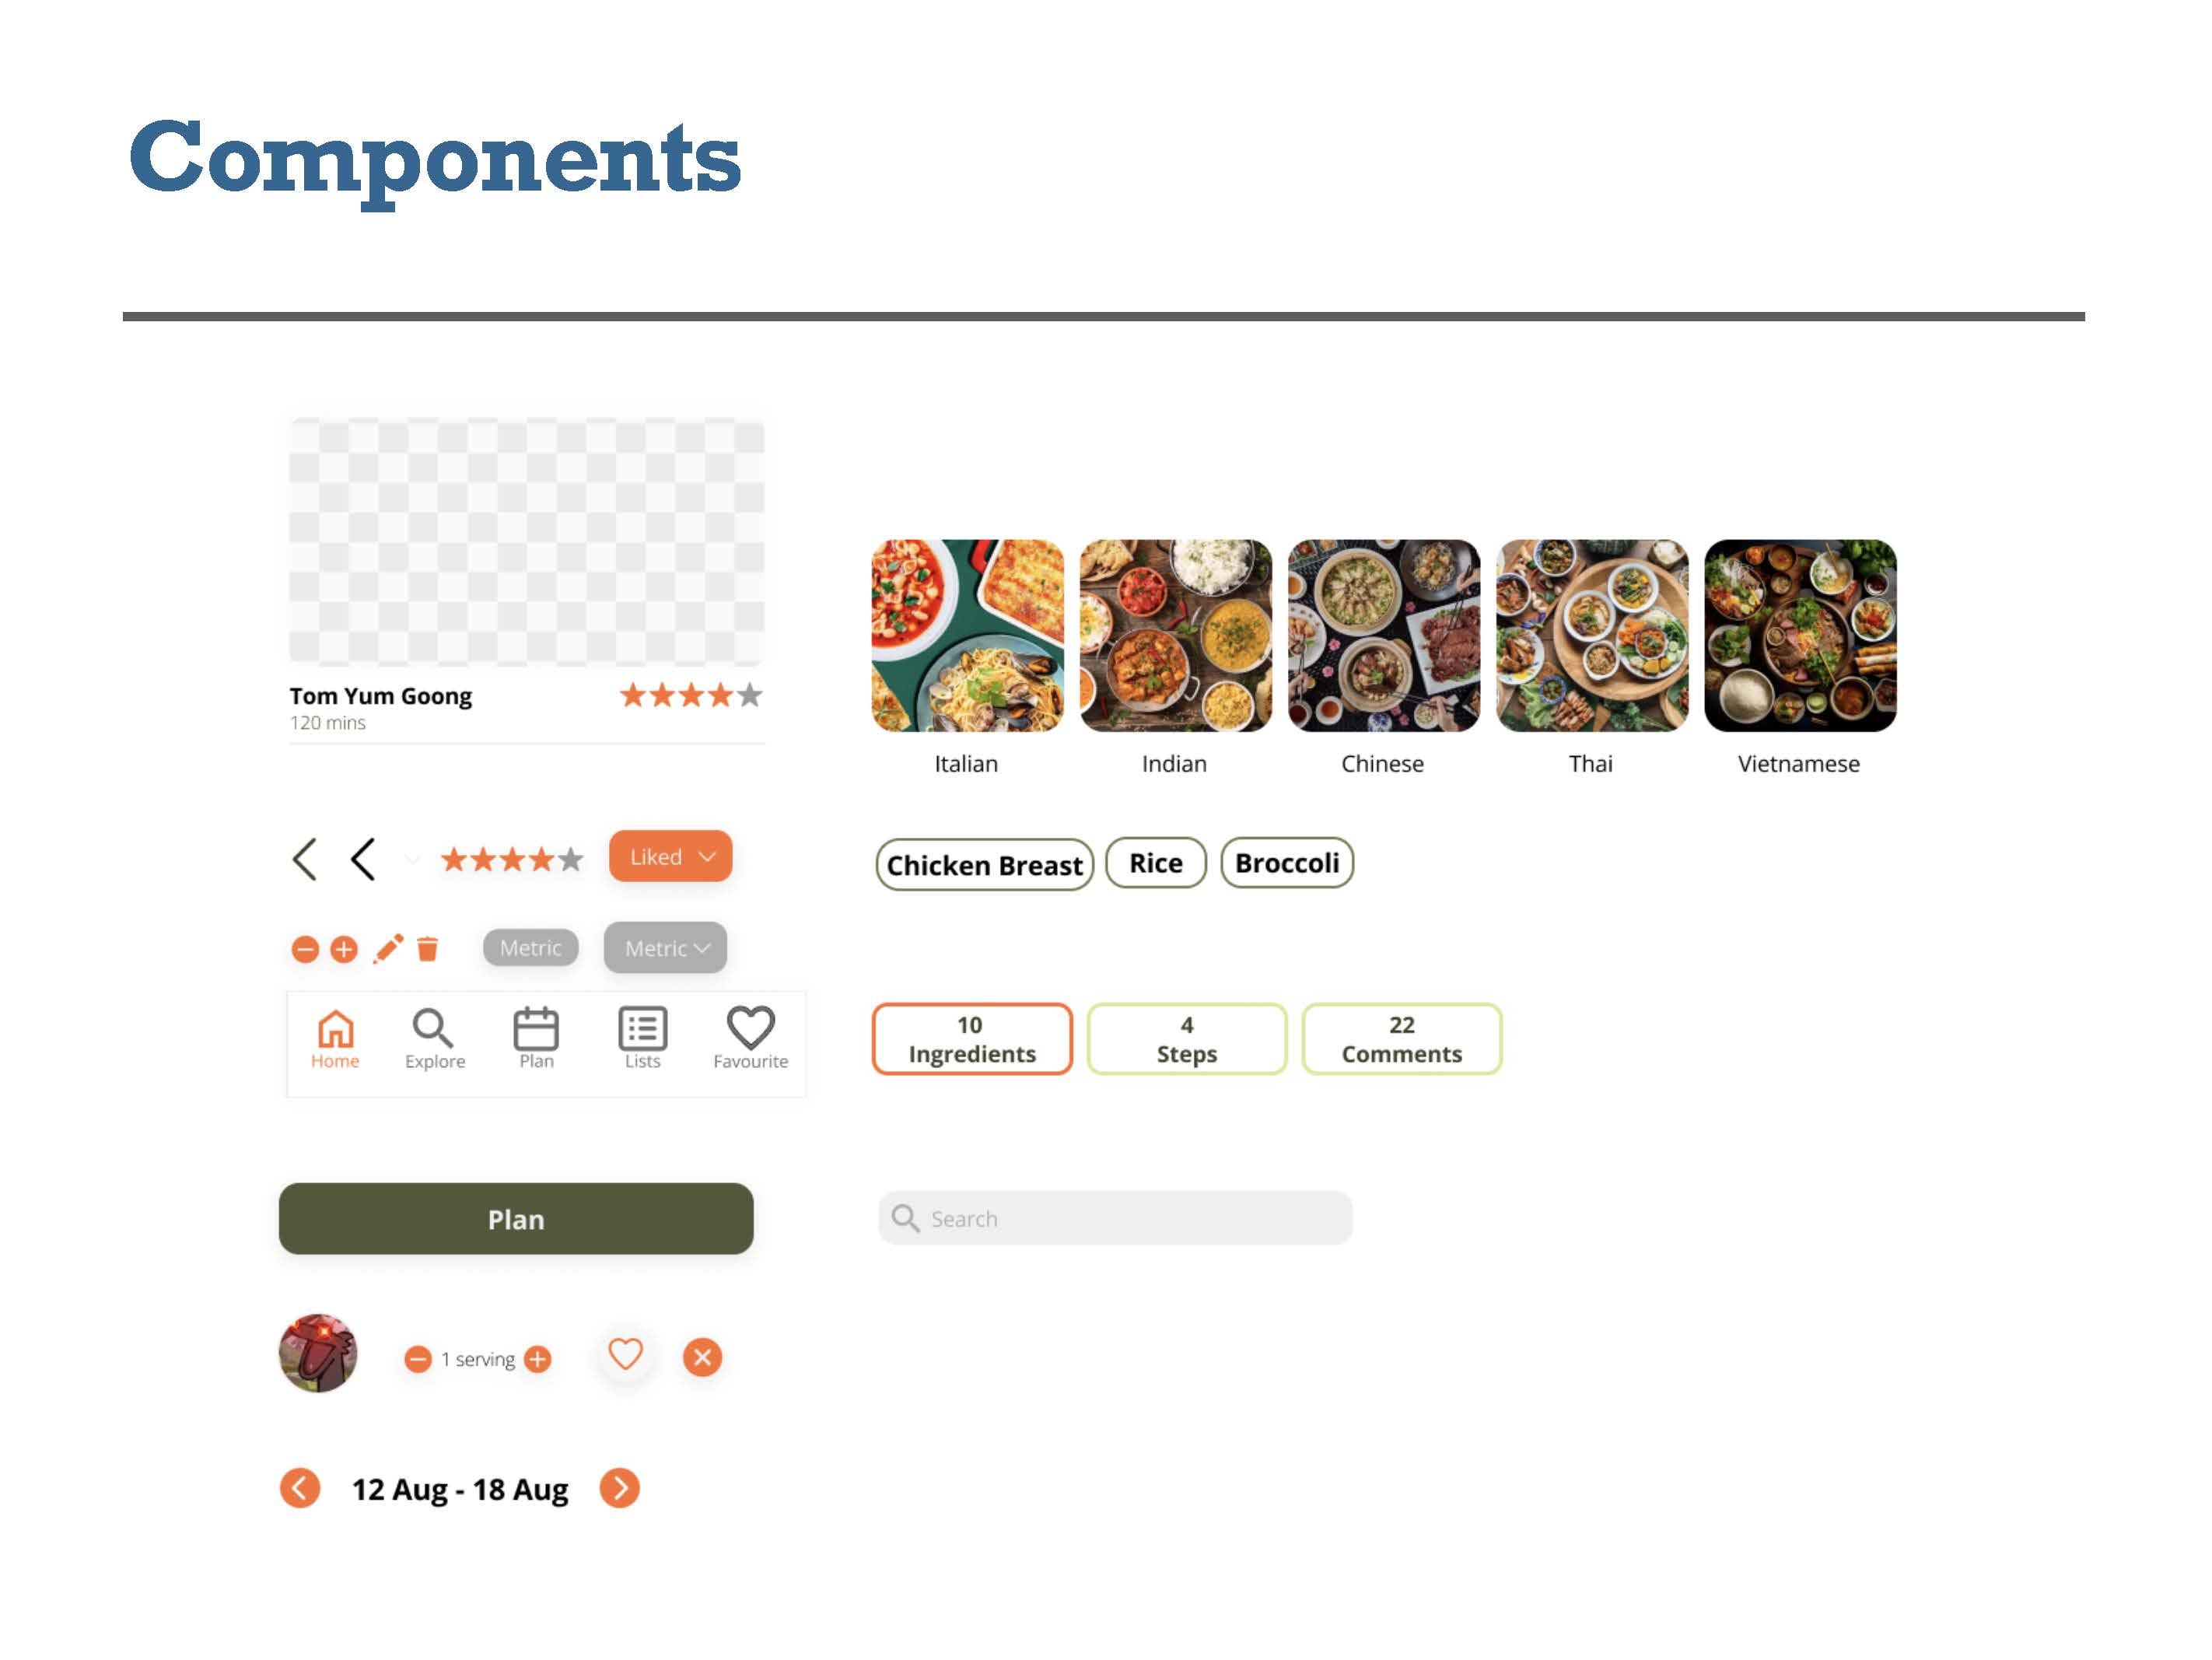 Components
Tom Yum Goong
120 mins
Italian
Indian
Chinese
Thai
Vietnamese
Liked
Chicken Breast
Rice
Broccoli
Metric
Metric
Home
Explore
Plan
Lists
Favourite
10
Ingredients
4
Steps
22
Comments
Plan
Search
1 serving
12 Aug - 18 Aug